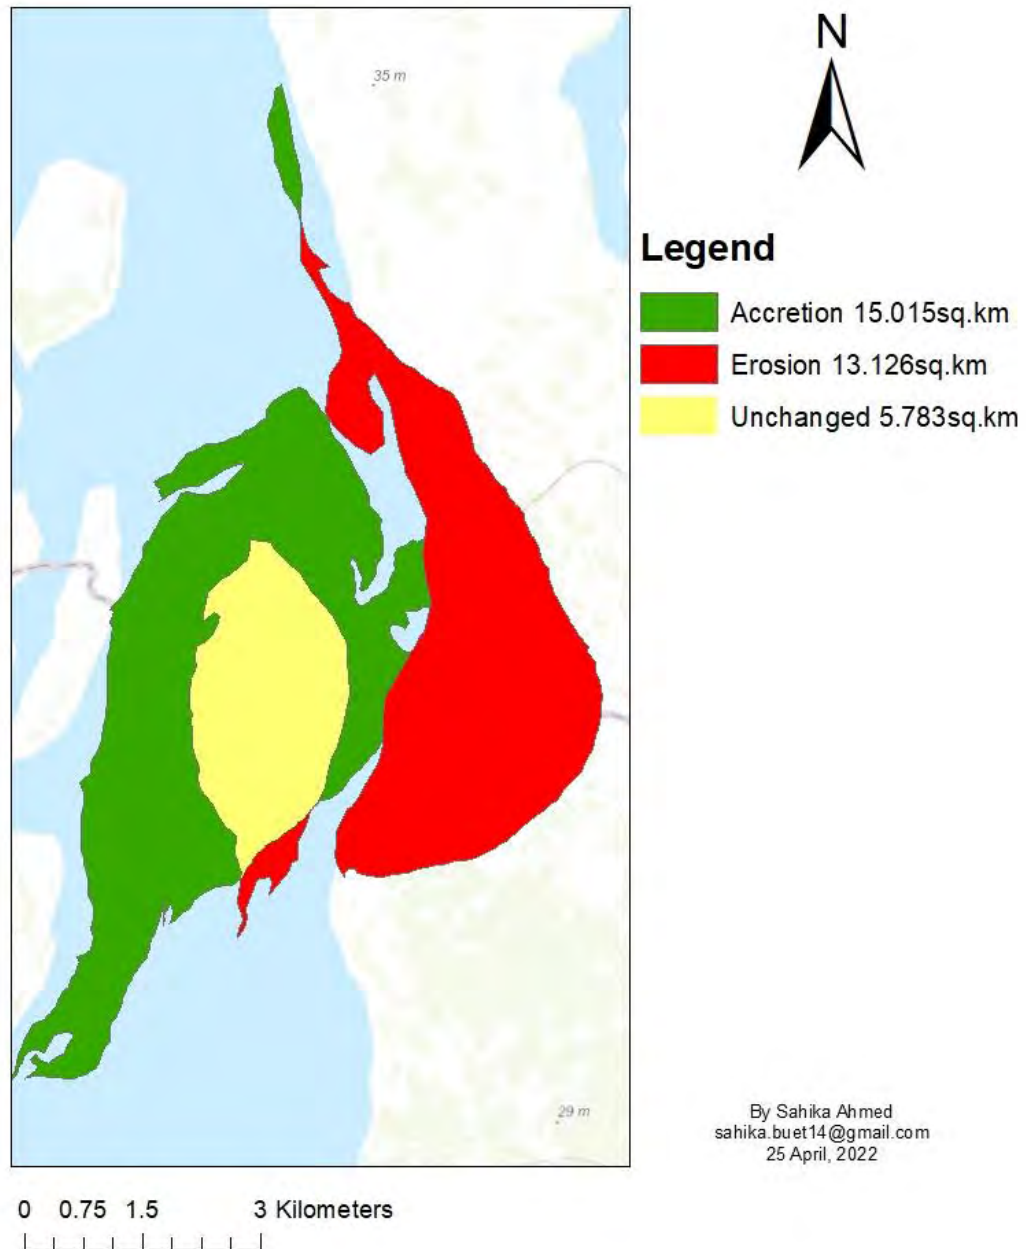 N
35 m
Legend
Accretion 15.015sq.km
Erosion 13.126sq.km
Unchanged 5.783sq.km
29 m
By Sahika Ahmed
sahika.buet14@gmail.com
25 April, 2022
0 0.75 1.5 3 Kilometers